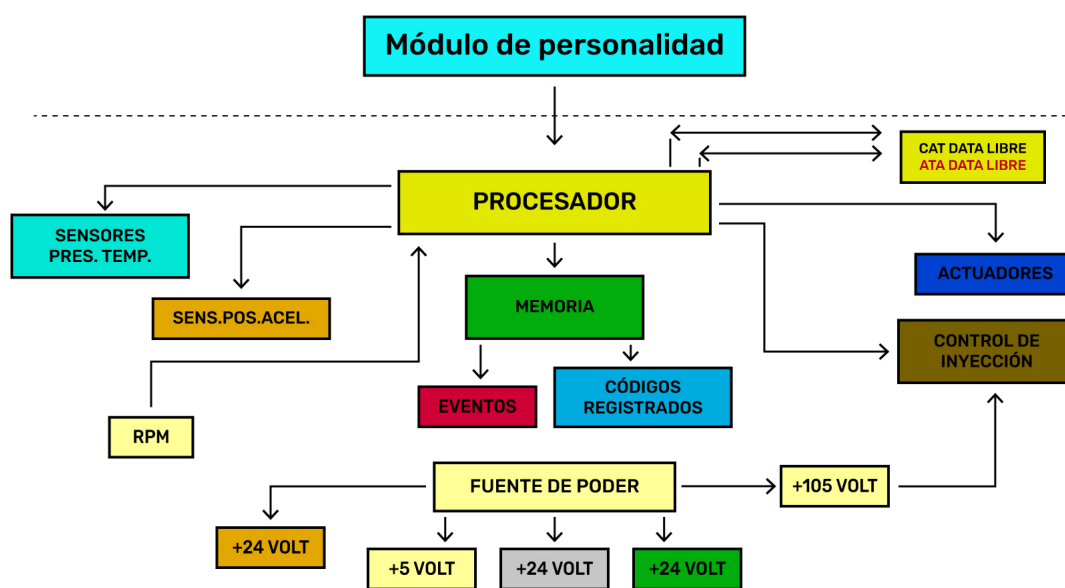 Módulo de personalidad
CAT DATA LIBRE
ATA DATA LIBRE
PROCESADOR
SENSORES
PRES. TEMP.
ACTUADORES
SENS.POS.ACEL.
MEMORIA
CONTROL DE
INYECCIÓN
EVENTOS
CÓDIGOS
REGISTRADOS
RPM
FUENTE DE PODER
+105 VOLT
+24 VOLT
+5 VOLT
+24 VOLT
+24 VOLT